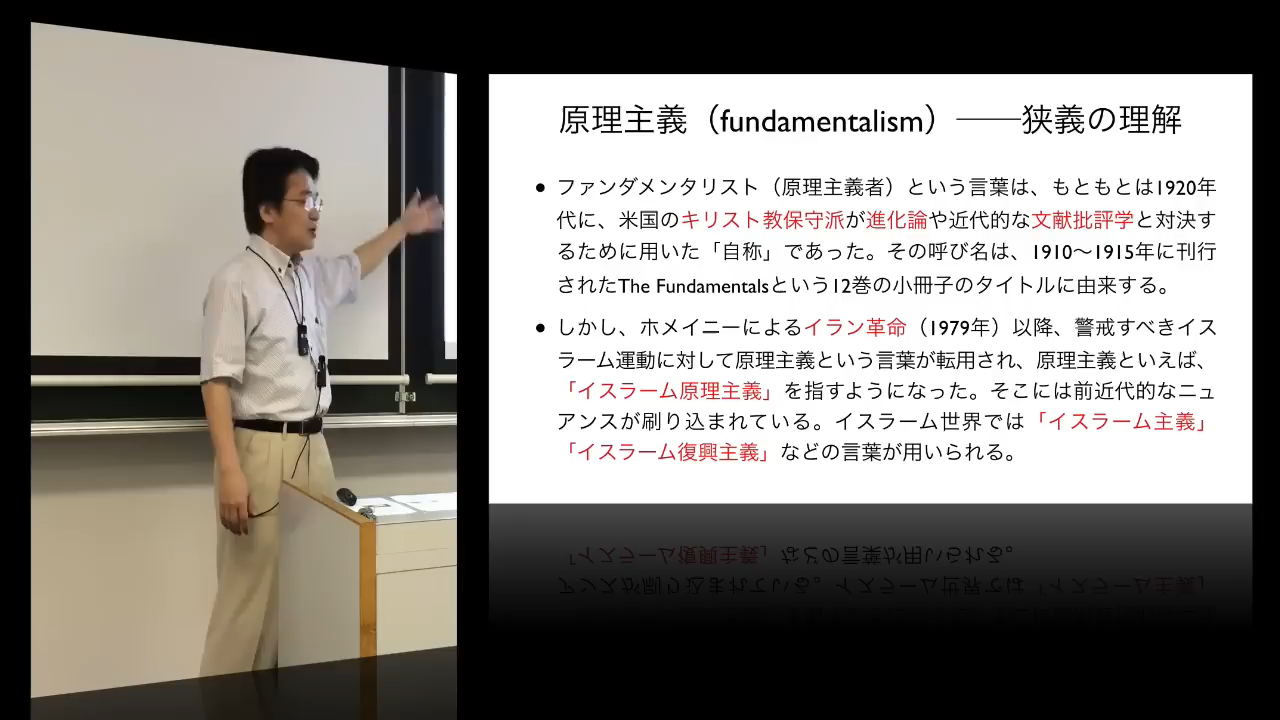 原理主義（fundamentalism）——狭義の理解
• ファンダメンタリスト（原理主義者）という言葉は、もともとは1920年
代に、米国のキリスト教保守派が進化論や近代的な文献批評学と対決す
るために用いた「自称」であった。その呼び名は、1910〜1915年に刊行
されたThe Fundamentalsという12巻の小冊子のタイトルに由来する。
• しかし、ホメイニーによるイラン革命（1979年）以降、警戒すべきイス
ラーム運動に対して原理主義という言葉が転用され、原理主義といえば、
「イスラーム原理主義」を指すようになった。そこには前近代的なニュ
アンスが刷り込まれている。イスラーム世界では「イスラーム主義」
「イスラーム復興主義」などの言葉が用いられる。